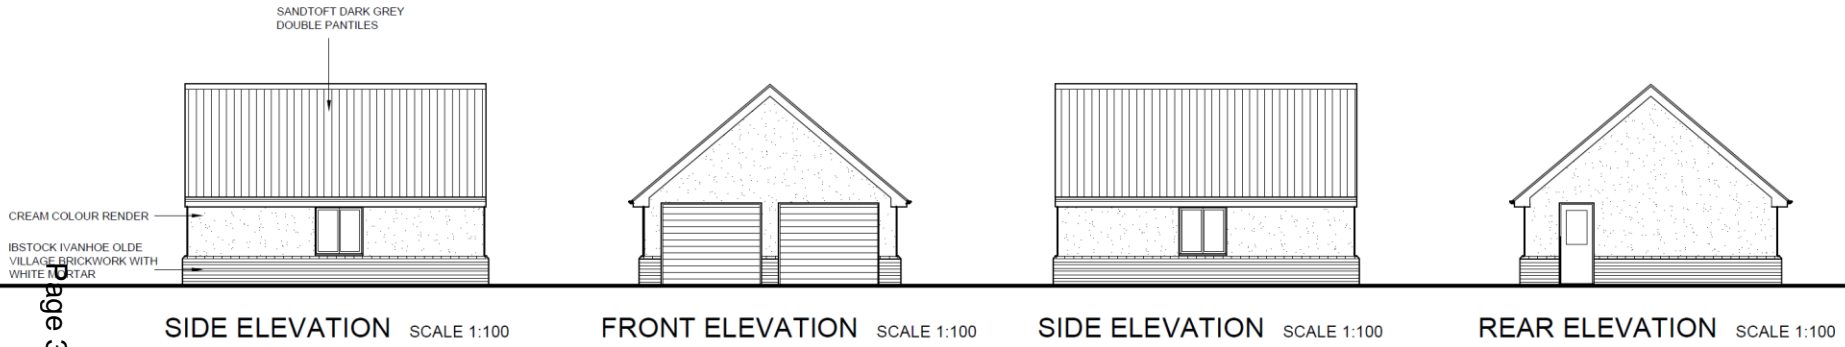 SANDTOFT DARK GREY
DOUBLE PANTILES
CREAM COLOUR RENDER
IBSTOCK IVANHOE OLDE
VILLAGE BRICKWORK WITH
WHITE MORTAR
Page
SIDE ELEVATION SCALE 1:100
FRONT ELEVATION SCALE 1:100
SIDE ELEVATION SCALE 1:100
REAR ELEVATION SCALE 1:100